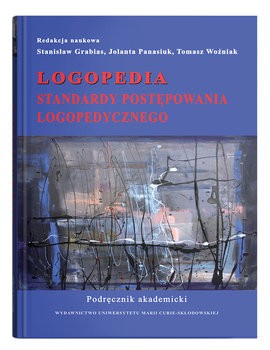 Redakcja naukowa
Stanisław Grabias, Jolanta Panasiuk, Tomasz Woźniak
LOGOPEDIA
STANDARDY POSTĘPOWANIA
LOGOPEDYCZNEGO
Podręcznik akademicki
WYDAWNICTWO UNIWERSYTETU MARII CURIE-SKŁODOWSKIEJ